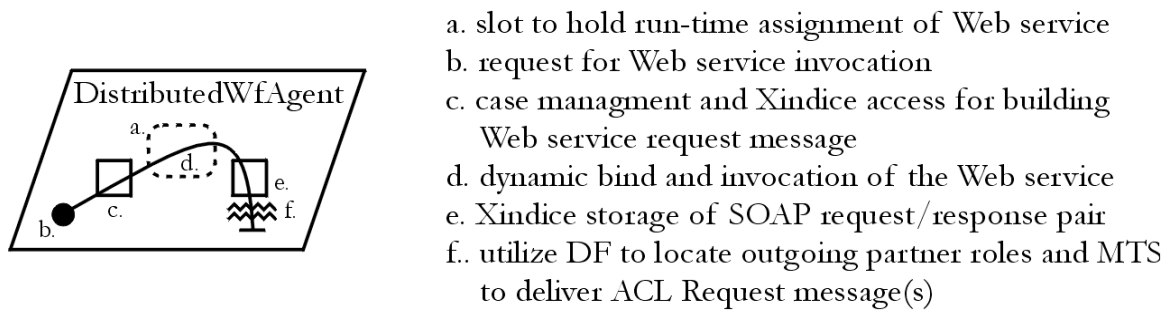 DistributedWfAgent
a.
d.
e.
c.
f.
b.
a. slot to hold run-time assignment of Web service
b. request for Web service invocation
c. case managment and Xindice access for building
Web service request message
d. dynamic bind and invocation of the Web service
e. Xindice storage of SOAP request/response pair
f.. utilize DF to locate outgoing partner roles and MTS
to deliver ACL Request message(s)